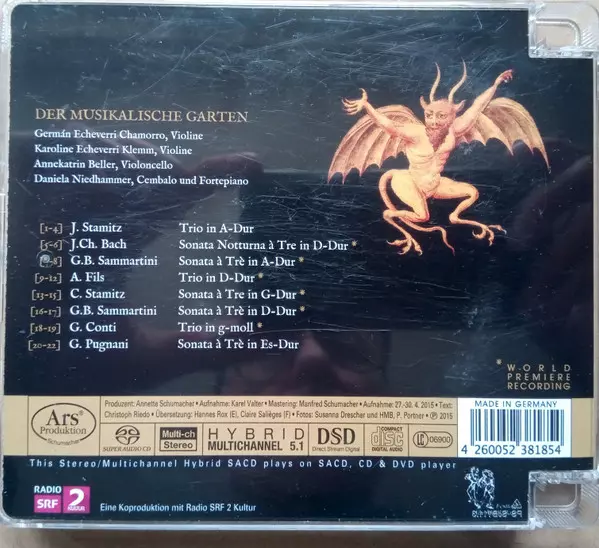 DER MUSIKALISCHE GARTEN
Germán Echeverri Chamorro, Violine
Karoline Echeverri Klemm, Violine
Annekatrin Beller, Violoncello
Daniela Niedhammer, Cembalo und Fortepiano
[1-4] J. Stamitz Trio in A-Dur
[5-6] J.Ch. Bach Sonata Notturna à Tre in D-Dur *
-8] G.B. Sammartini Sonata à Trè in A-Dur *
[9-12] A. Fils Trio in D-Dur *
[13-15] C. Stamitz Sonata à Tre in G-Dur *
[16-17] G.B. Sammartini Sonata à Trè in D-Dur *
[18-19] G. Conti Trio in g-moll *
[20-22] G. Pugnani Sonata à Trè in Es-Dur
* WORLD
PREMIERE
RECORDING
Ars
Produktion
Schumacher
Produzent: Annette Schumacher • Aufnahme: Karel Valter • Mastering: Manfred Schumacher • Aufnahme: 27.-30. 4. 2015 • Text:
Christoph Riedo • Übersetzung: Hannes Rox (E), Claire Salièges (F) • Fotos: Susanna Drescher und HMB, P. Portner • ℗ 2015
SUPER AUDIO CD
Multi-ch
Stereo
HYBRID
MULTICHANNEL 5.1
DSD
Direct Stream Digital
COMPACT
disc
DIGITAL AUDIO
LC 06900
MADE IN GERMANY
4 260052 381854
This Stereo/Multichannel Hybrid SACD plays on SACD, CD & DVD player
RADIO
SRF 2
KULTUR
Eine Koproduktion mit Radio SRF 2 Kultur